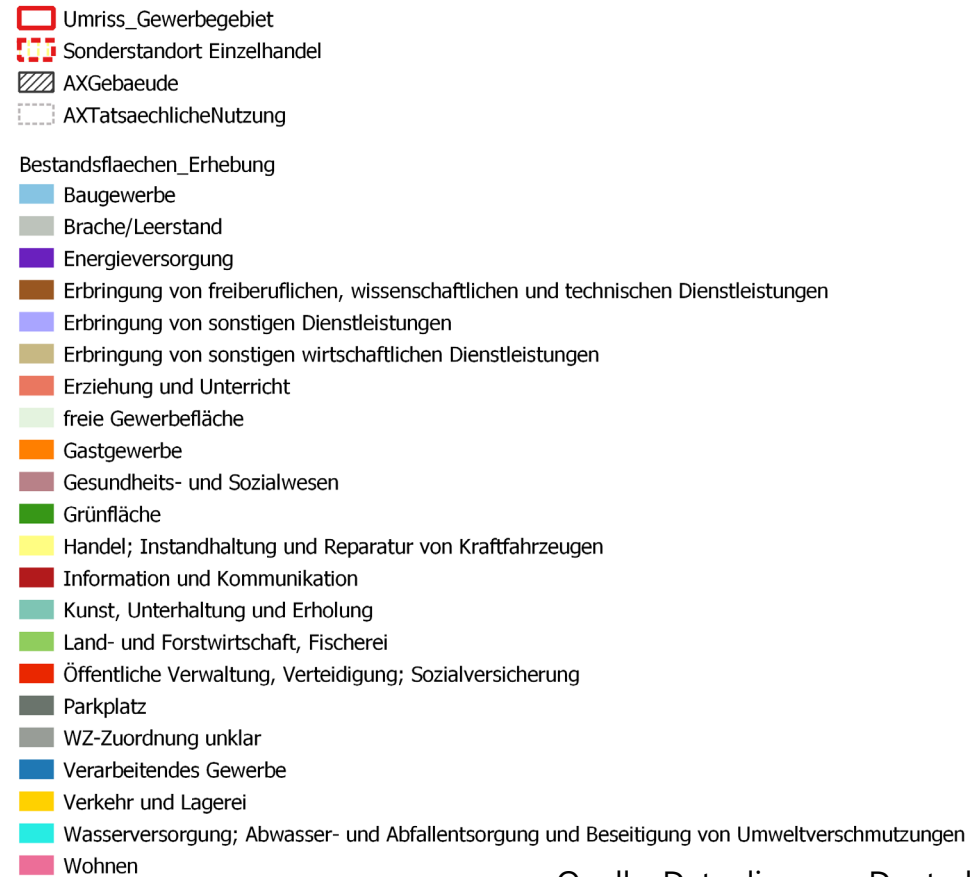 Umriss_Gewerbegebiet
Sonderstandort Einzelhandel
AXGebaeude
AXTatsaechlicheNutzung
Bestandsflaechen_Erhebung
Baugewerbe
Brache/Leerstand
Energieversorgung
Erbringung von freiberuflichen, wissenschaftlichen und technischen Dienstleistungen
Erbringung von sonstigen Dienstleistungen
Erbringung von sonstigen wirtschaftlichen Dienstleistungen
Erziehung und Unterricht
freie Gewerbefläche
Gastgewerbe
Gesundheits- und Sozialwesen
Grünfläche
Handel; Instandhaltung und Reparatur von Kraftfahrzeugen
Information und Kommunikation
Kunst, Unterhaltung und Erholung
Land- und Forstwirtschaft, Fischerei
Öffentliche Verwaltung, Verteidigung; Sozialversicherung
Parkplatz
WZ-Zuordnung unklar
Verarbeitendes Gewerbe
Verkehr und Lagerei
Wasserversorgung; Abwasser- und Abfallentsorgung und Beseitigung von Umweltverschmutzungen
Wohnen